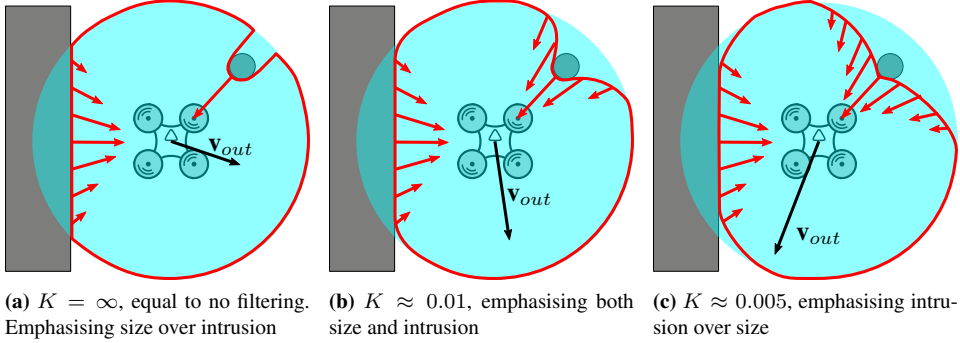 v_out
v_out
v_out
(a) K = ∞, equal to no filtering.
Emphasising size over intrusion
(b) K ≈ 0.01, emphasising both
size and intrusion
(c) K ≈ 0.005, emphasising intru-
sion over size